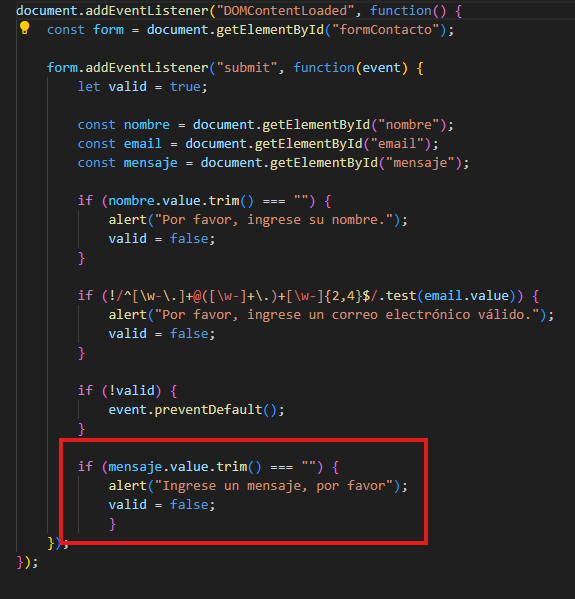 document.addEventListener("DOMContentLoaded", function() {
const form = document.getElementById("formContacto");
form.addEventListener("submit", function(event) {
let valid = true;
const nombre = document.getElementById("nombre");
const email = document.getElementById("email");
const mensaje = document.getElementById("mensaje");
if (nombre.value.trim() === "") {
alert("Por favor, ingrese su nombre.");
valid = false;
}
if (!/^[\w-\.]+@([\w-]+\.)+[\w-]{2,4}$/.test(email.value)) {
alert("Por favor, ingrese un correo electrónico válido.");
valid = false;
}
if (!valid) {
event.preventDefault();
}
if (mensaje.value.trim() === "") {
alert("Ingrese un mensaje, por favor");
valid = false;
}
});
});